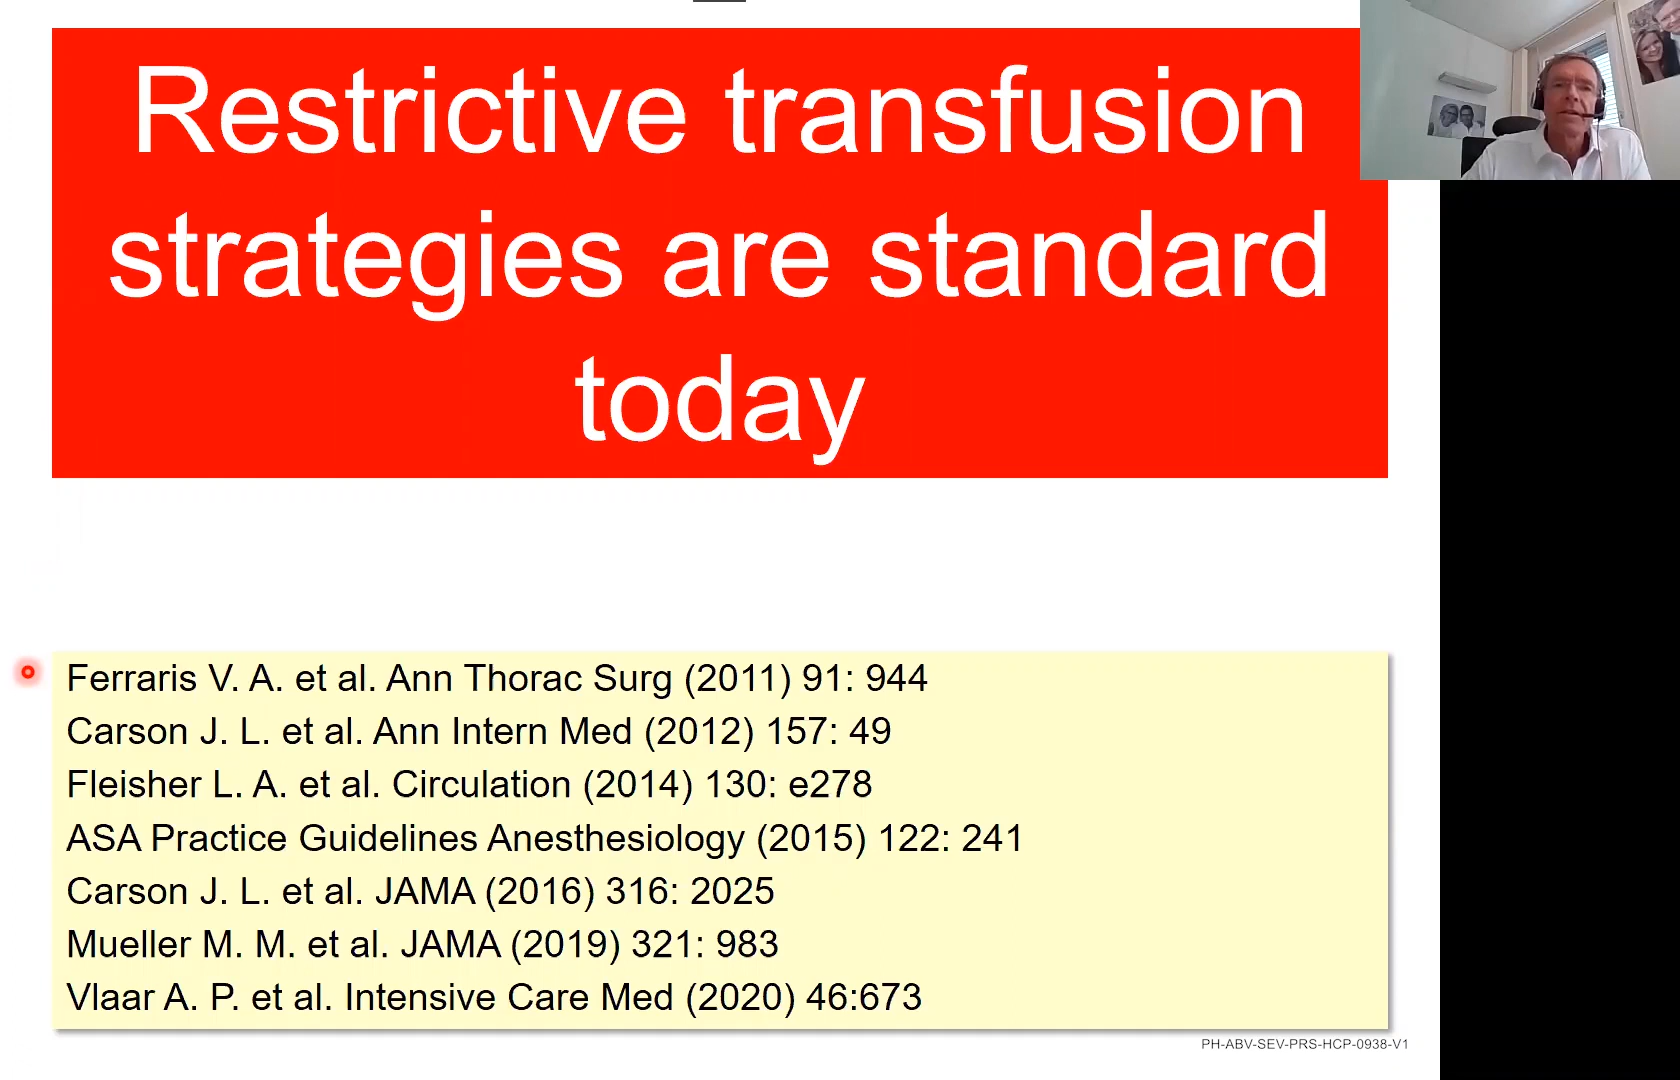 Restrictive transfusion
strategies are standard
today
Ferraris V. A. et al. Ann Thorac Surg (2011) 91: 944
Carson J. L. et al. Ann Intern Med (2012) 157: 49
Fleisher L. A. et al. Circulation (2014) 130: e278
ASA Practice Guidelines Anesthesiology (2015) 122: 241
Carson J. L. et al. JAMA (2016) 316: 2025
Mueller M. M. et al. JAMA (2019) 321: 983
Vlaar A. P. et al. Intensive Care Med (2020) 46:673
PH-ABV-SEV-PRS-HCP-0938-V1